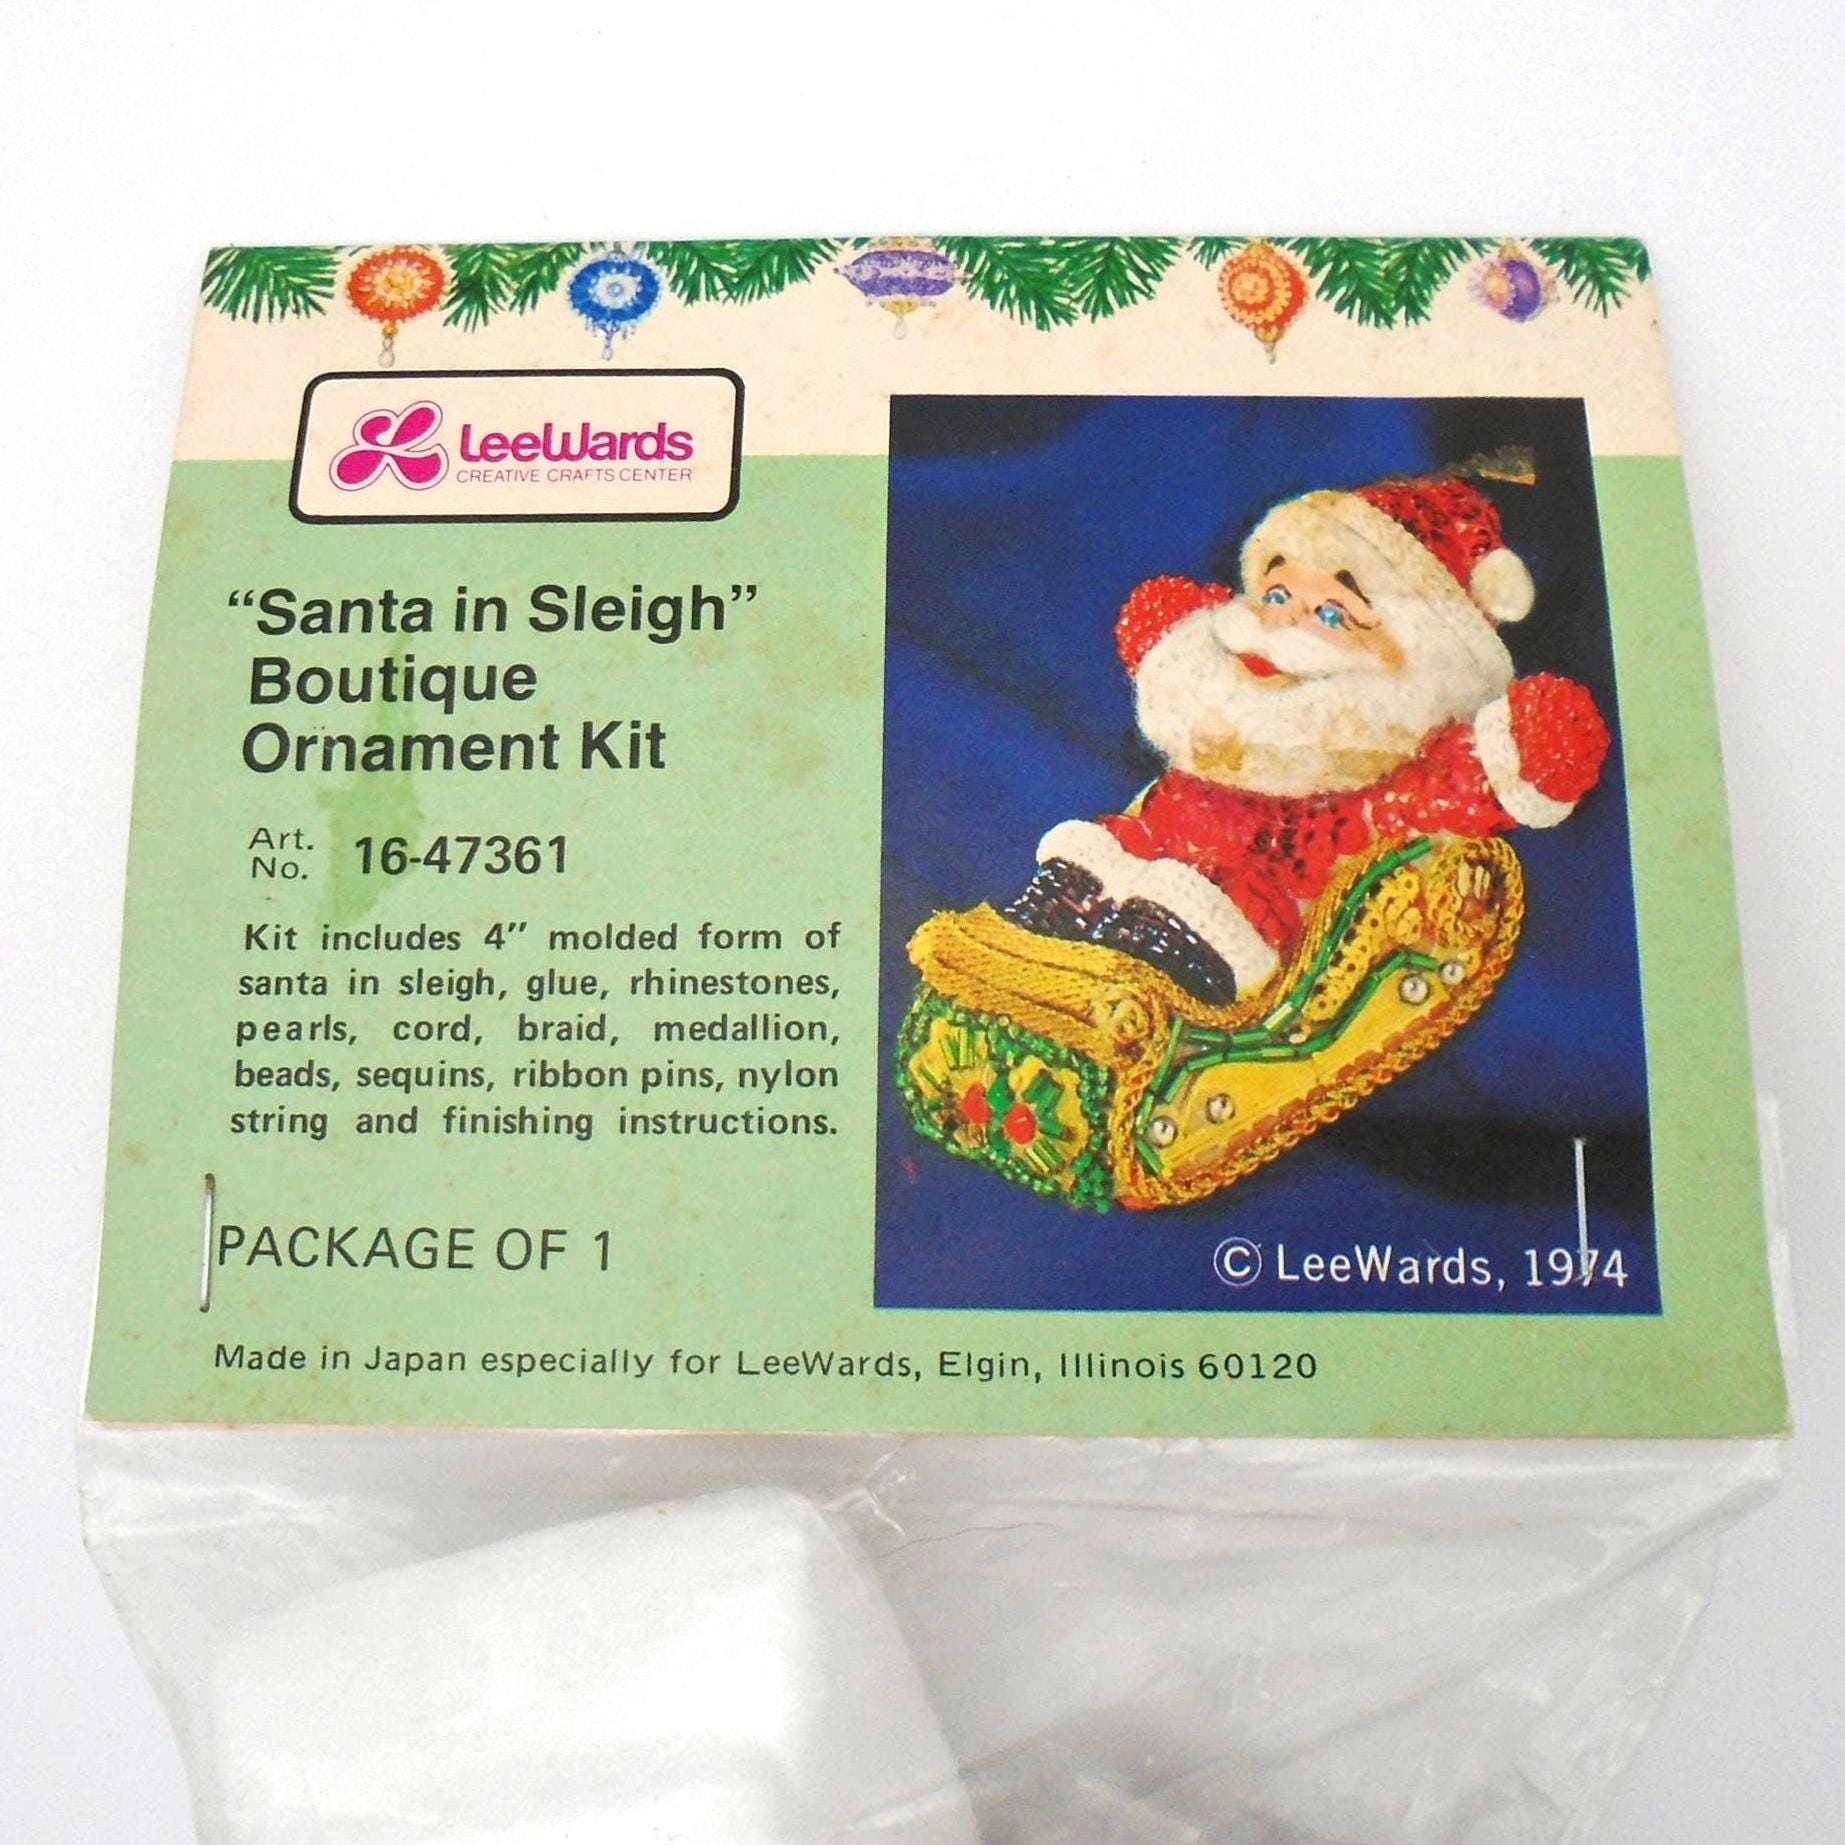 LeeWards
CREATIVE CRAFTS CENTER
“Santa in Sleigh”
Boutique
Ornament Kit
Art.
No. 16-47361
Kit includes 4” molded form of
santa in sleigh, glue, rhinestones,
pearls, cord, braid, medallion,
beads, sequins, ribbon pins, nylon
string and finishing instructions.
PACKAGE OF 1
© LeeWards, 1974
Made in Japan especially for LeeWards, Elgin, Illinois 60120